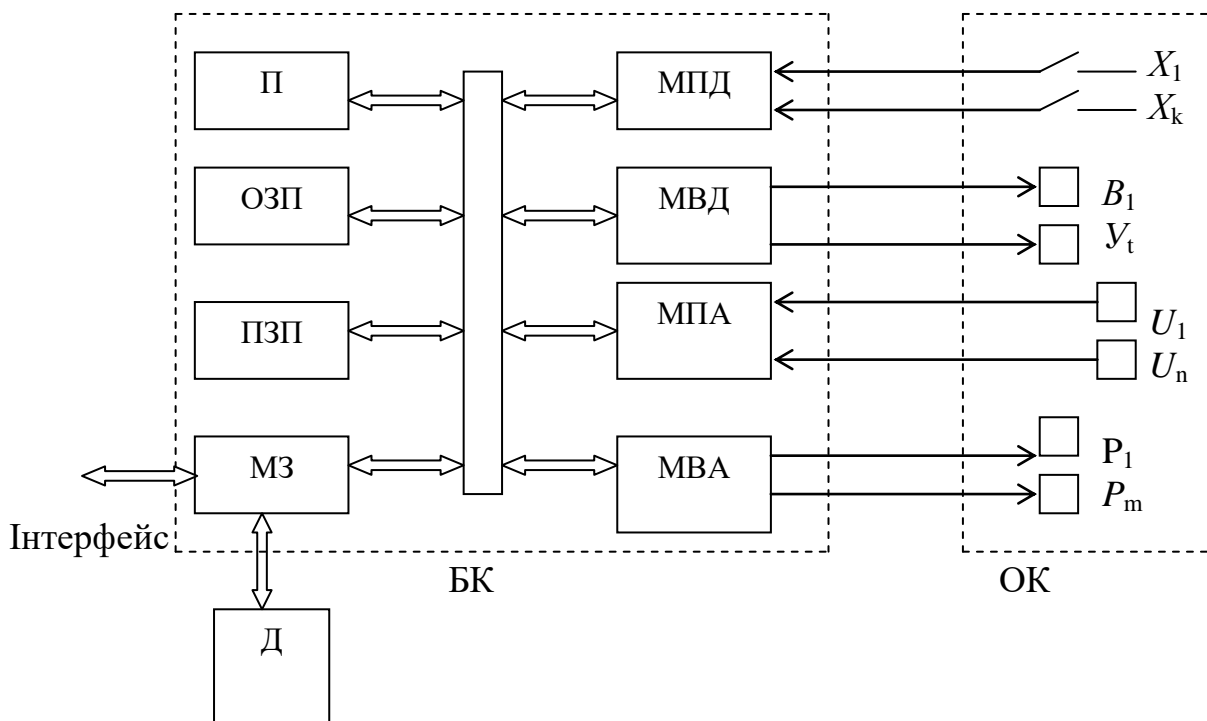 П
МПД
X1
Xk
ОЗП
МВД
B1
Уt
ПЗП
МПА
U1
Un
МЗ
МВА
P1
Pm
Інтерфейс
БК
ОК
Д